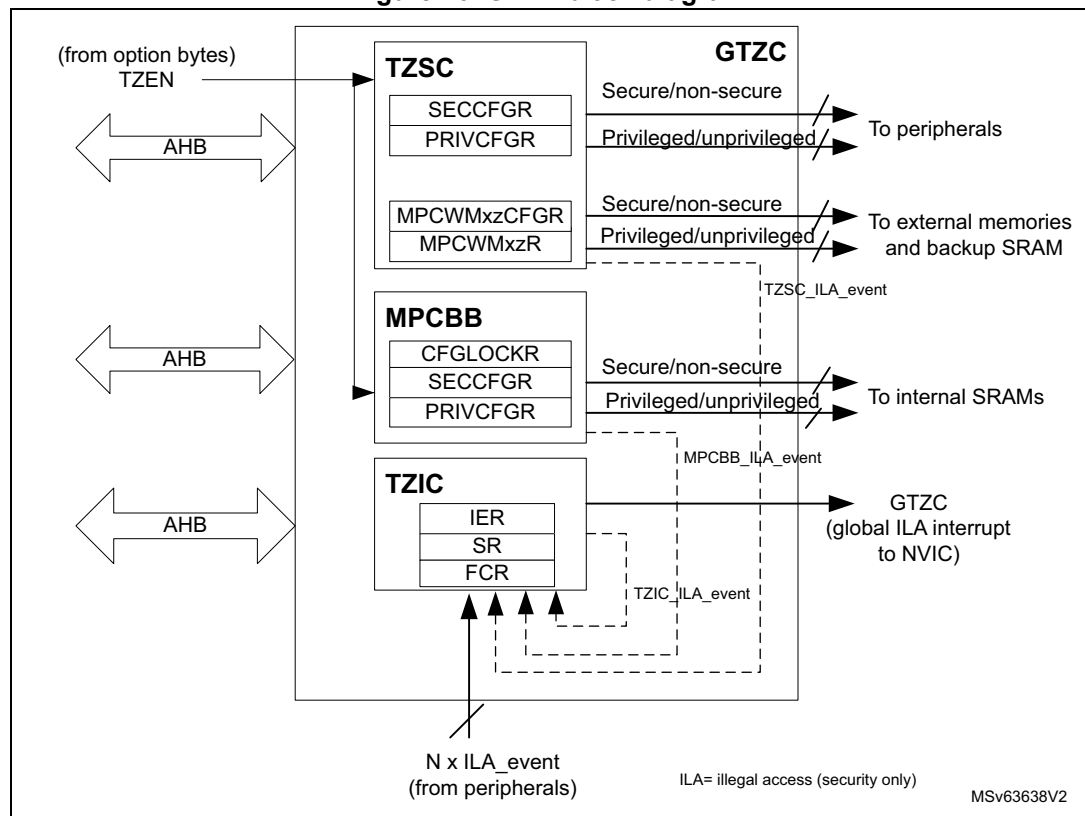 (from option bytes)
TZEN
GTZC
TZSC
SECCFGR
PRIVCFGR
Secure/non-secure
Privileged/unprivileged
To peripherals
AHB
MPCWMxzCFGR
MPCWMxzR
Secure/non-secure
Privileged/unprivileged
To external memories
and backup SRAM
TZSC_ILA_event
MPCBB
AHB
CFGLOCKR
SECCFGR
PRIVCFGR
Secure/non-secure
Privileged/unprivileged
To internal SRAMs
MPCBB_ILA_event
TZIC
AHB
IER
SR
FCR
GTZC
(global ILA interrupt
to NVIC)
TZIC_ILA_event
N x ILA_event
(from peripherals)
ILA= illegal access (security only)
MSv63638V2